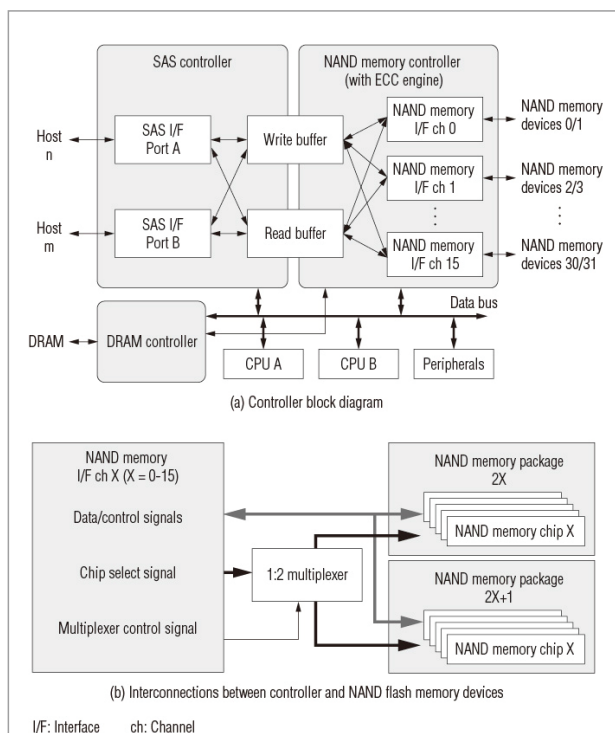 SAS controller
NAND memory controller
(with ECC engine)
Host
n
SAS I/F
Port A
Write buffer
NAND memory
I/F ch 0
NAND memory
devices 0/1
NAND memory
I/F ch 1
NAND memory
devices 2/3
Host
m
SAS I/F
Port B
Read buffer
NAND memory
I/F ch 15
NAND memory
devices 30/31
Data bus
DRAM
DRAM controller
CPU A
CPU B
Peripherals
(a) Controller block diagram
NAND memory
I/F ch X (X = 0-15)
Data/control signals
Chip select signal
Multiplexer control signal
1:2 multiplexer
NAND memory package
2X
NAND memory chip X
NAND memory package
2X+1
NAND memory chip X
(b) Interconnections between controller and NAND flash memory devices
I/F: Interface ch: Channel